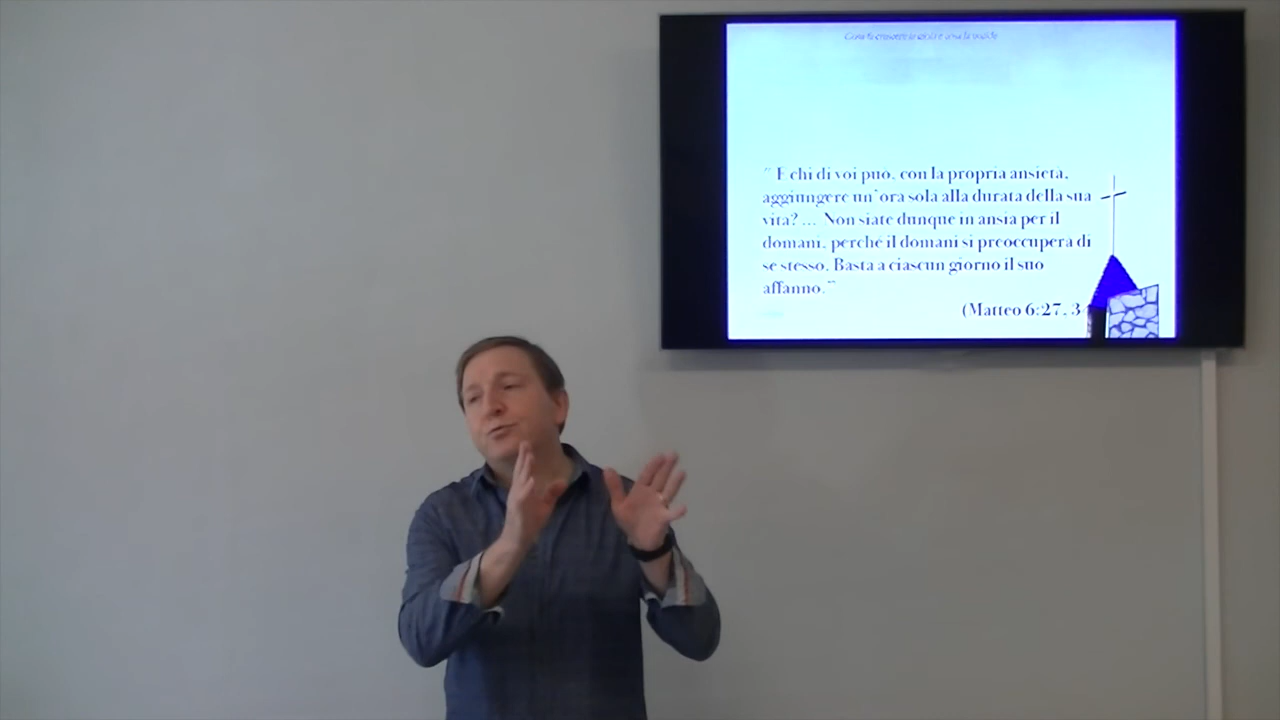 “ E chi di voi può, con la propria ansietà,
aggiungere un’ora sola alla durata della sua
vita? ... Non siate dunque in ansia per il
domani, perché il domani si preoccuperà di
se stesso. Basta a ciascun giorno il suo
affanno.”
(Matteo 6:27, 3